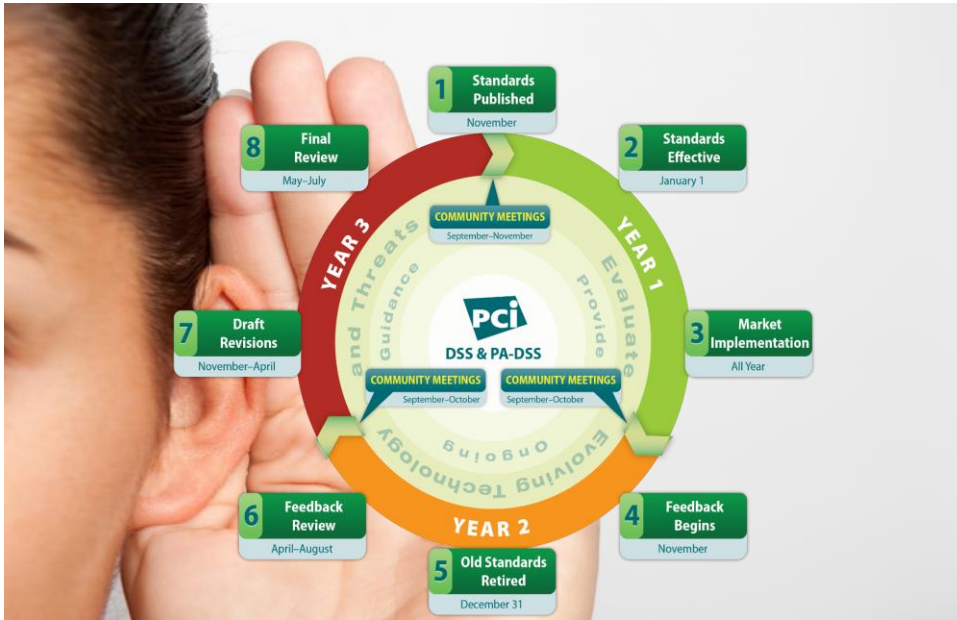 1
Standards
Published
November
2
Standards
Effective
January 1
3
Market
Implementation
All Year
4
Feedback
Begins
November
5
Old Standards
Retired
December 31
6
Feedback
Review
April–August
7
Draft
Revisions
November–April
8
Final
Review
May–July
YEAR 1
YEAR 2
YEAR 3
COMMUNITY MEETINGS
September–November
COMMUNITY MEETINGS
September–October
COMMUNITY MEETINGS
September–October
Evaluate Evolving Technology and Threats
Provide Ongoing Guidance
PCi
DSS & PA-DSS